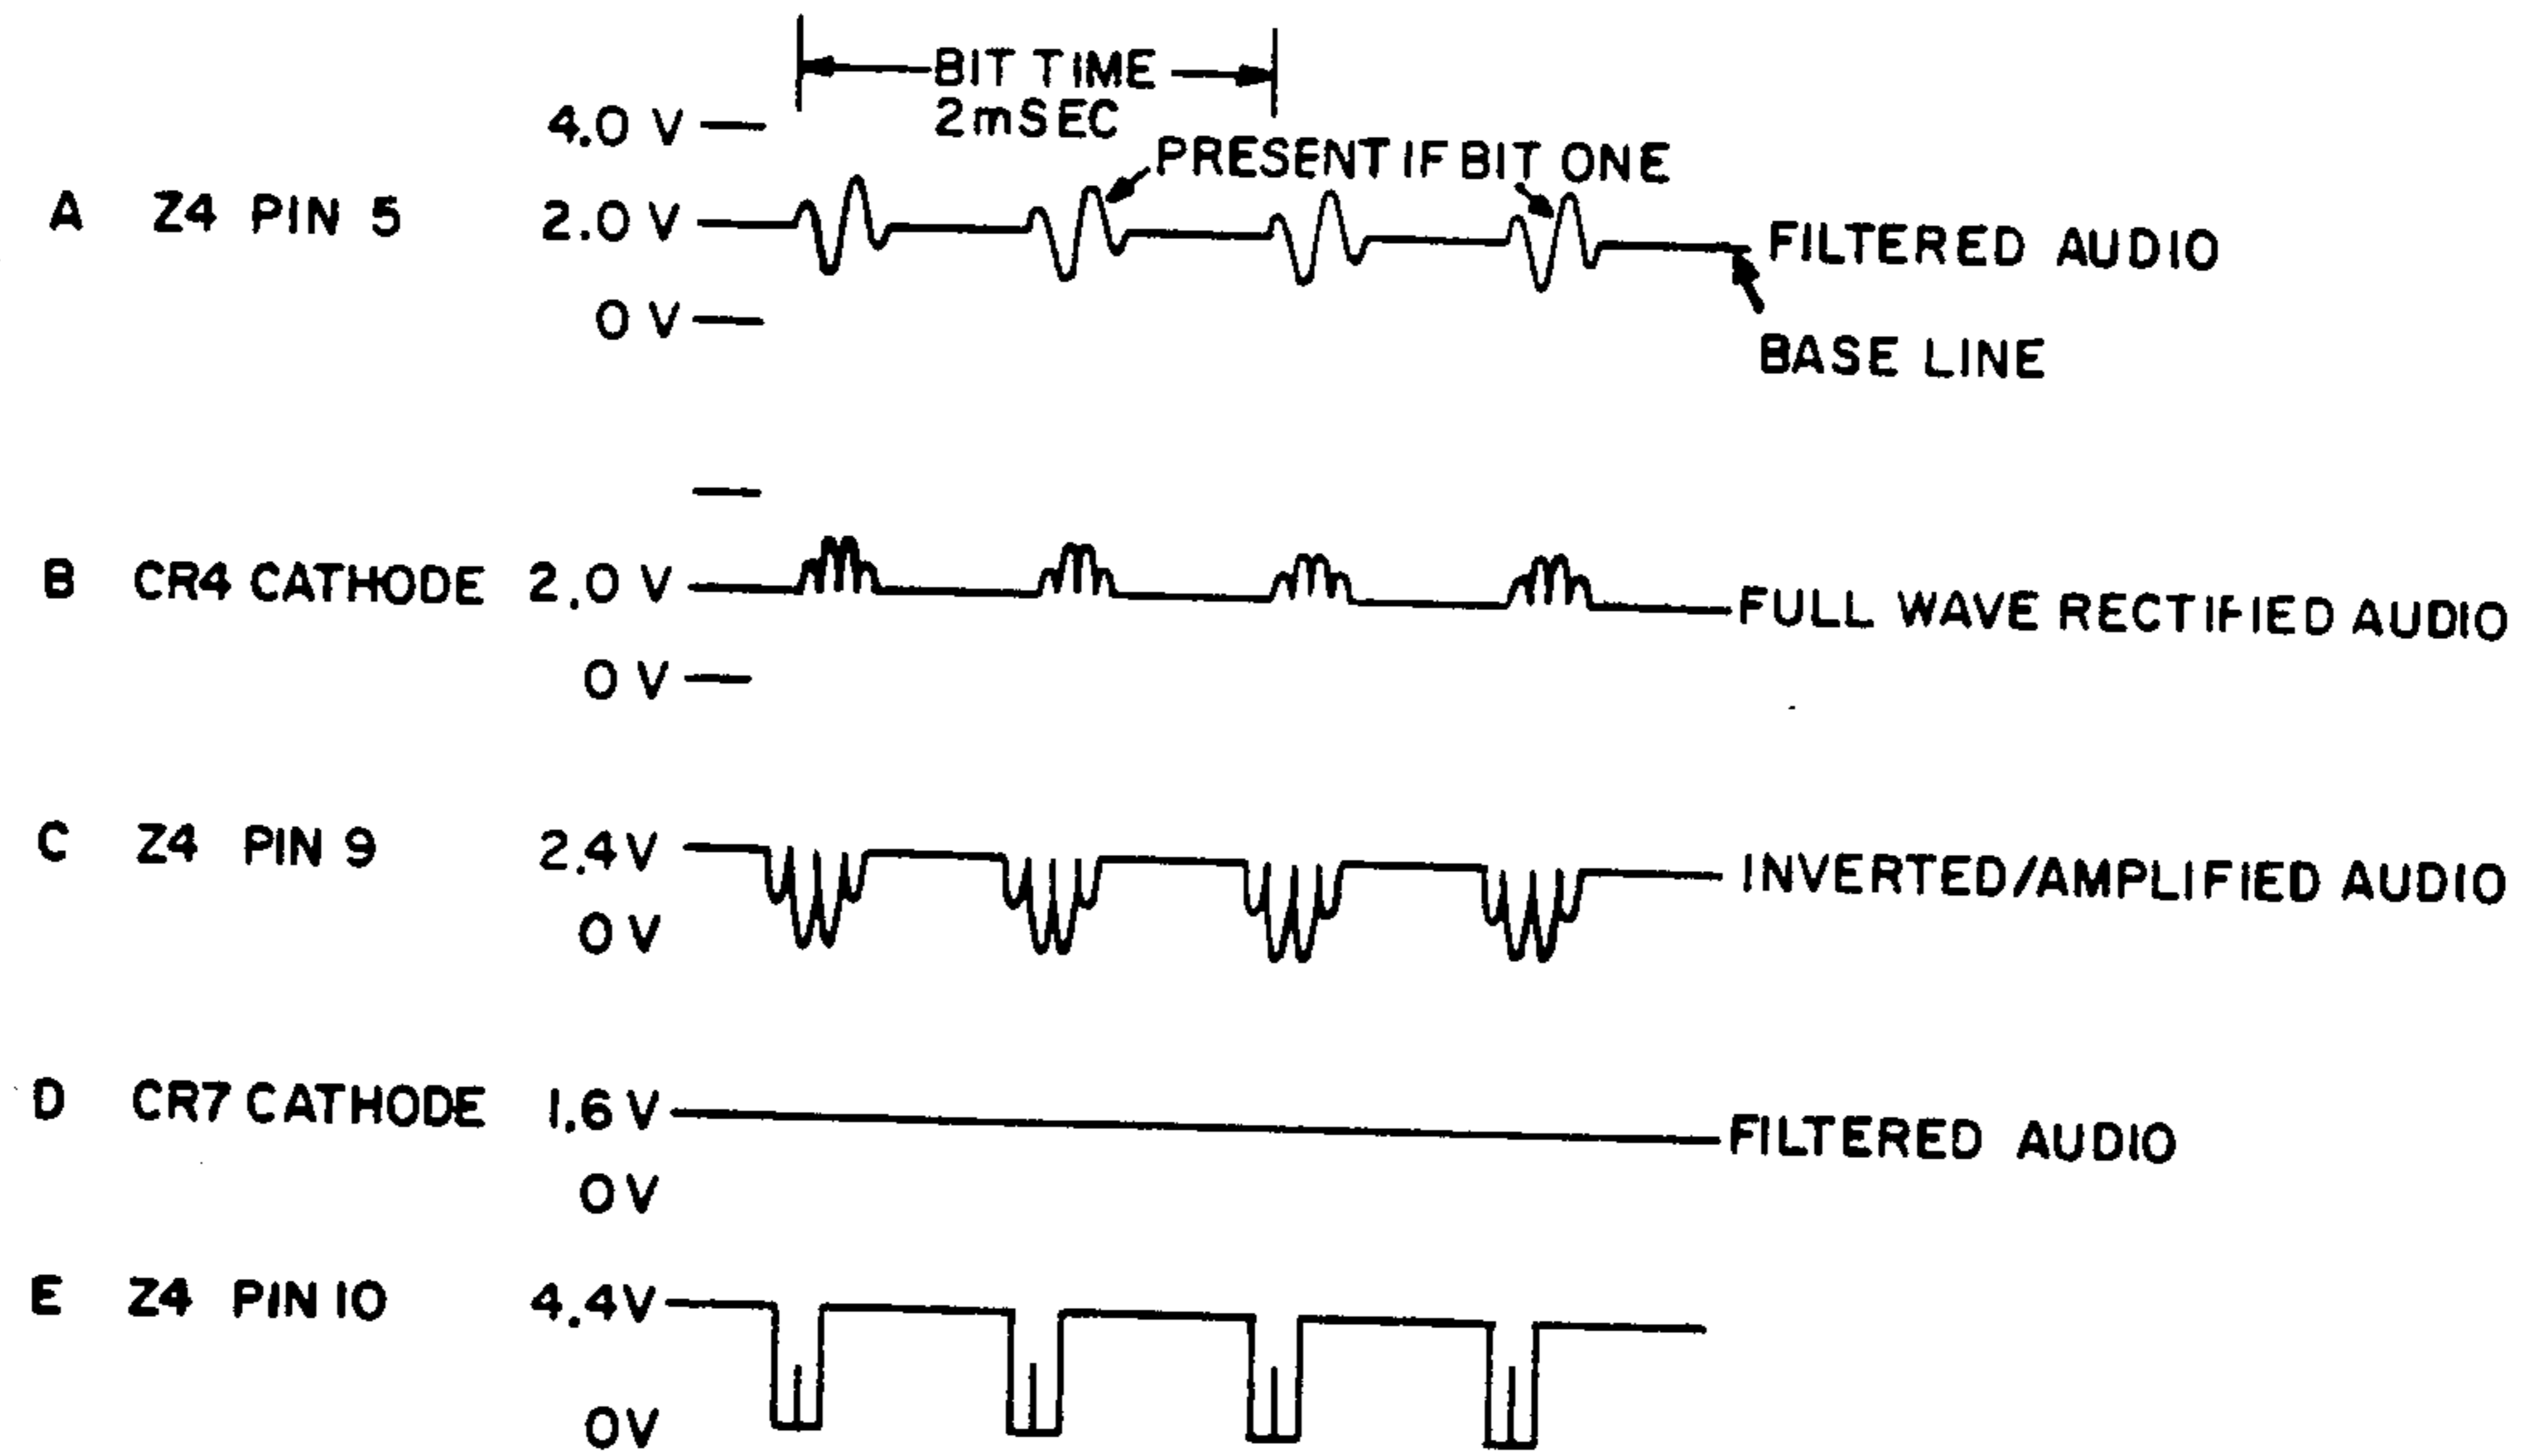 BIT TIME
2mSEC
4.0 V
PRESENT IF BIT ONE
A Z4 PIN 5 2.0 V
FILTERED AUDIO
0 V
BASE LINE
B CR4 CATHODE 2.0 V
FULL WAVE RECTIFIED AUDIO
0 V
C Z4 PIN 9 2.4 V
INVERTED/AMPLIFIED AUDIO
0 V
D CR7 CATHODE 1.6 V
FILTERED AUDIO
0 V
E Z4 PIN 10 4.4 V
0 V